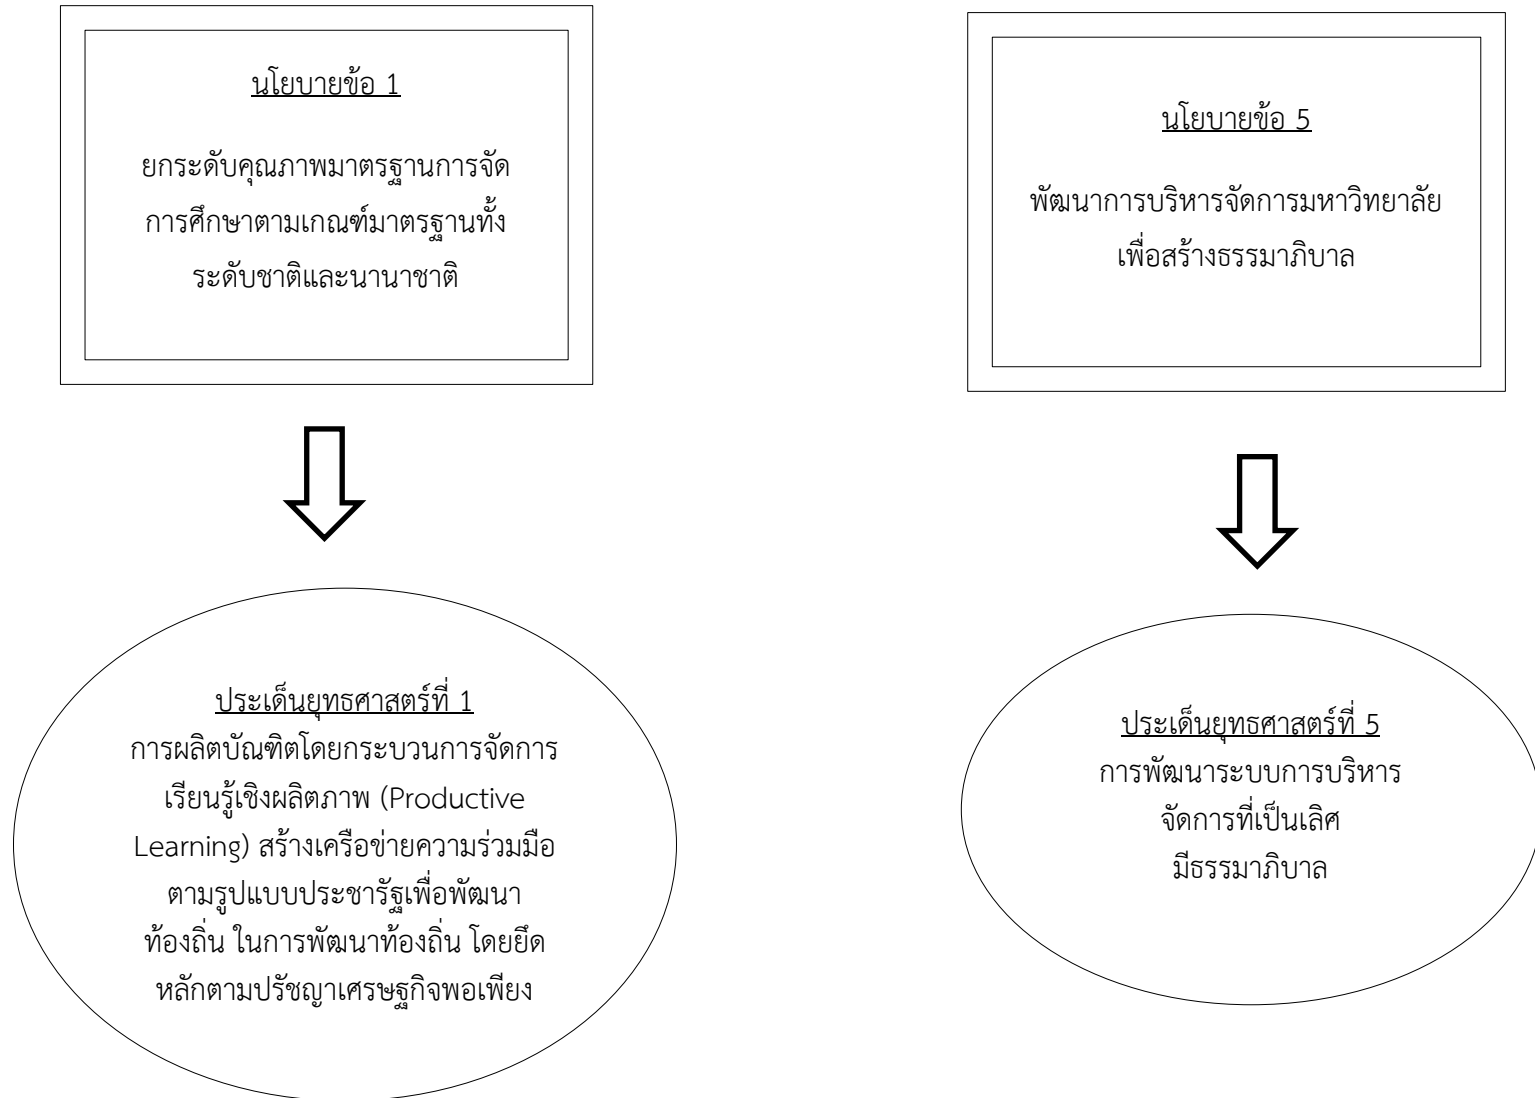 นโยบายข้อ 1
ยกระดับคุณภาพมาตรฐานการจัด
การศึกษาตามเกณฑ์มาตรฐานทั้ง
ระดับชาติและนานาชาติ
นโยบายข้อ 5
พัฒนาการบริหารจัดการมหาวิทยาลัย
เพื่อสร้างธรรมาภิบาล
ประเด็นยุทธศาสตร์ที่ 1
การผลิตบัณฑิตโดยกระบวนการจัดการ
เรียนรู้เชิงผลิตภาพ (Productive
Learning) สร้างเครือข่ายความร่วมมือ
ตามรูปแบบประชารัฐเพื่อพัฒนา
ท้องถิ่น ในการพัฒนาท้องถิ่น โดยยึด
หลักตามปรัชญาเศรษฐกิจพอเพียง
ประเด็นยุทธศาสตร์ที่ 5
การพัฒนาระบบการบริหาร
จัดการที่เป็นเลิศ
มีธรรมาภิบาล